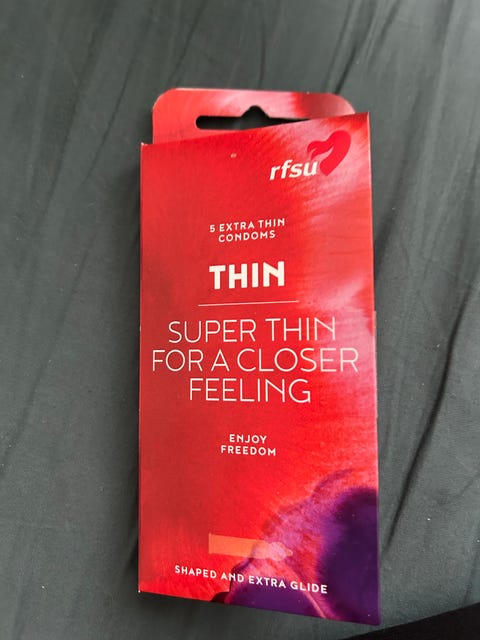 rfsu
5 EXTRA THIN
CONDOMS
THIN
SUPER THIN
FOR A CLOSER
FEELING
ENJOY
FREEDOM
SHAPED AND EXTRA GLIDE